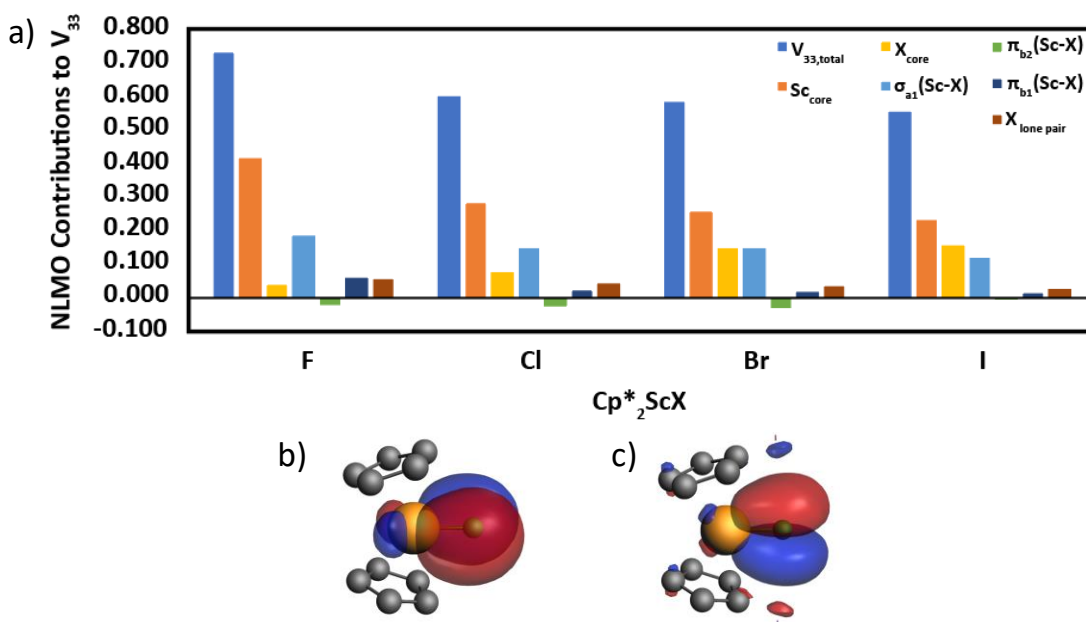 a)
NLMO Contributions to V33
0.800
0.700
0.600
0.500
0.400
0.300
0.200
0.100
0.000
-0.100
V33,total
Xcore
πb2(Sc-X)
Sccore
σa1(Sc-X)
πb1(Sc-X)
Xlone pair
F
Cl
Br
I
Cp*2ScX
b)
c)